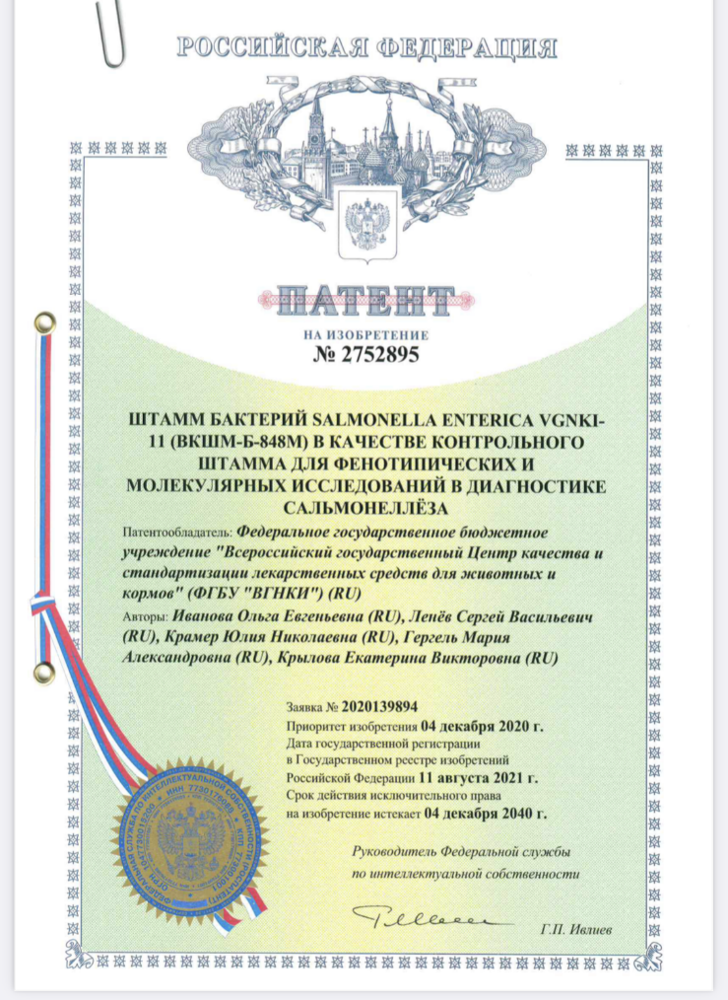 РОССИЙСКАЯ ФЕДЕРАЦИЯ
ПАТЕНТ
НА ИЗОБРЕТЕНИЕ
№ 2752895
ШТАММ БАКТЕРИЙ SALMONELLA ENTERICA VGNKI-
11 (ВКШМ-Б-848М) В КАЧЕСТВЕ КОНТРОЛЬНОГО
ШТАММА ДЛЯ ФЕНОТИПИЧЕСКИХ И
МОЛЕКУЛЯРНЫХ ИССЛЕДОВАНИЙ В ДИАГНОСТИКЕ
САЛЬМОНЕЛЛЁЗА
Патентообладатель: Федеральное государственное бюджетное
учреждение "Всероссийский государственный Центр качества и
стандартизации лекарственных средств для животных и
кормов" (ФГБУ "ВГНКИ") (RU)
Авторы: Иванова Ольга Евгеньевна (RU), Ленёв Сергей Васильевич
(RU), Крамер Юлия Николаевна (RU), Гергель Мария
Александровна (RU), Крылова Екатерина Викторовна (RU)
Заявка № 2020139894
Приоритет изобретения 04 декабря 2020 г.
Дата государственной регистрации
в Государственном реестре изобретений
Российской Федерации 11 августа 2021 г.
Срок действия исключительного права
на изобретение истекает 04 декабря 2040 г.
Руководитель Федеральной службы
по интеллектуальной собственности
Г.П. Ивлиев
ФЕДЕРАЛЬНАЯ СЛУЖБА ПО ИНТЕЛЛЕКТУАЛЬНОЙ СОБСТВЕННОСТИ (РОСПАТЕНТ)